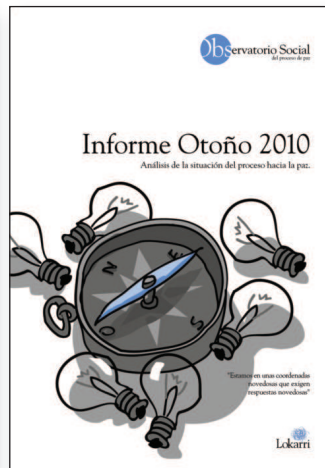 Observatorio Social
del proceso de paz
Informe Otoño 2010
Análisis de la situación del proceso hacia la paz.
N
E
O
S
"Estamos en unas coordenadas
novedosas que exigen
respuestas novedosas"
Lokarri